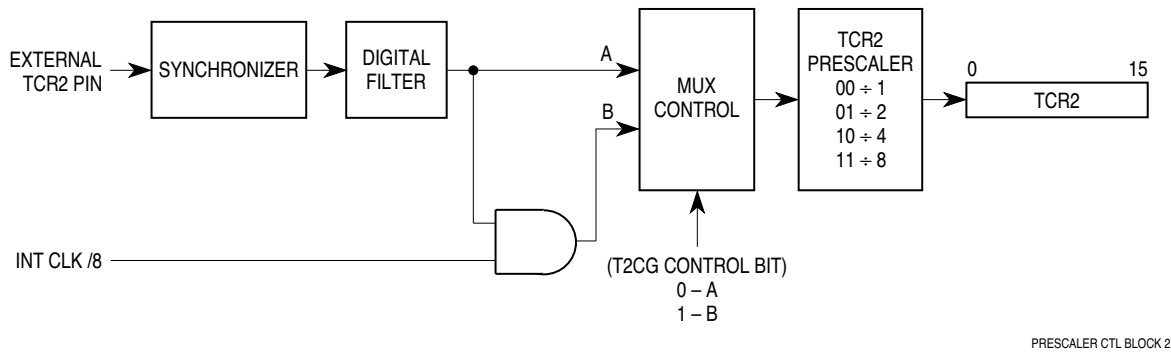 EXTERNAL
TCR2 PIN
SYNCHRONIZER
DIGITAL
FILTER
A
B
MUX
CONTROL
TCR2
PRESCALER
00 ÷ 1
01 ÷ 2
10 ÷ 4
11 ÷ 8
0 15
TCR2
INT CLK /8
(T2CG CONTROL BIT)
0 – A
1 – B
PRESCALER CTL BLOCK 2